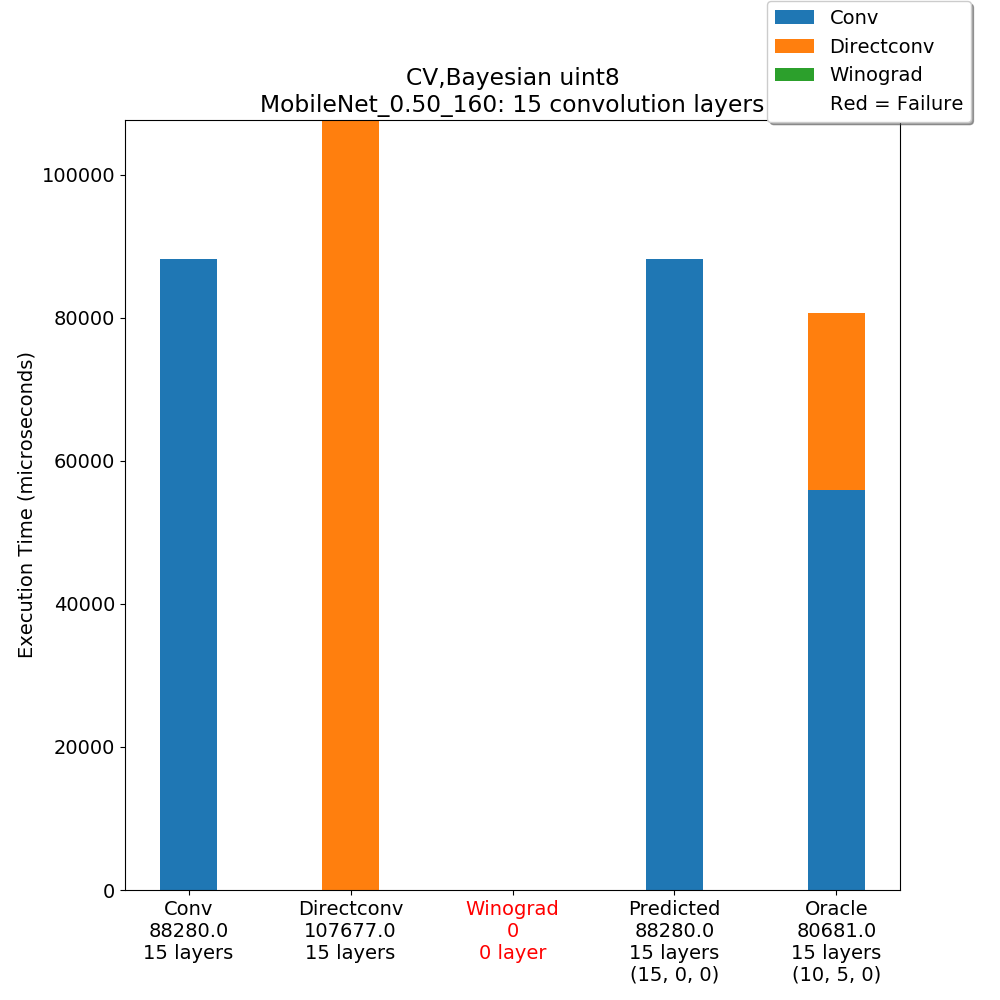 Conv
Directconv
Winograd
Red = Failure
CV,Bayesian uint8
MobileNet_0.50_160: 15 convolution layers
Execution Time (microseconds)
100000
80000
60000
40000
20000
0
Conv
88280.0
15 layers
Directconv
107677.0
15 layers
Winograd
0
0 layer
Predicted
88280.0
15 layers
(15, 0, 0)
Oracle
80681.0
15 layers
(10, 5, 0)